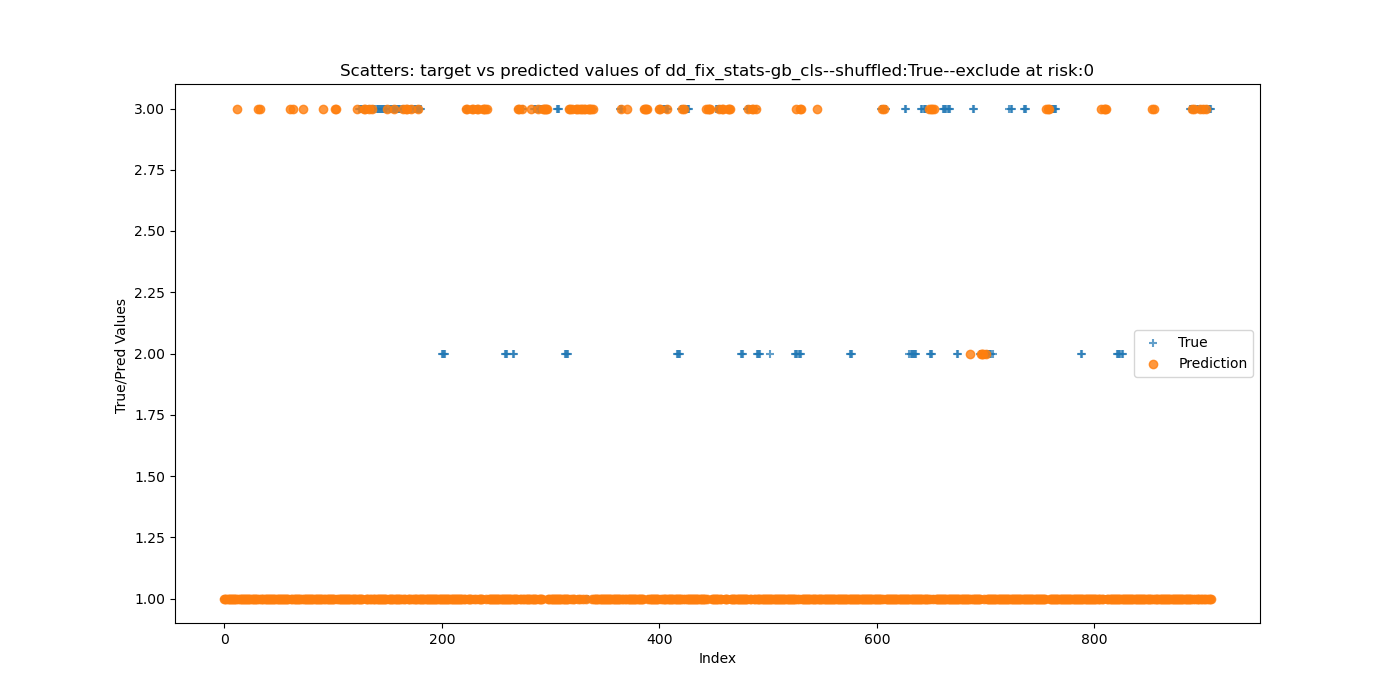 Scatters: target vs predicted values of dd_fix_stats-gb_cls--shuffled:True--exclude at risk:0
3.00
2.75
2.50
2.25
2.00
1.75
1.50
1.25
1.00
True/Pred Values
True
Prediction
0
200
400
600
800
Index